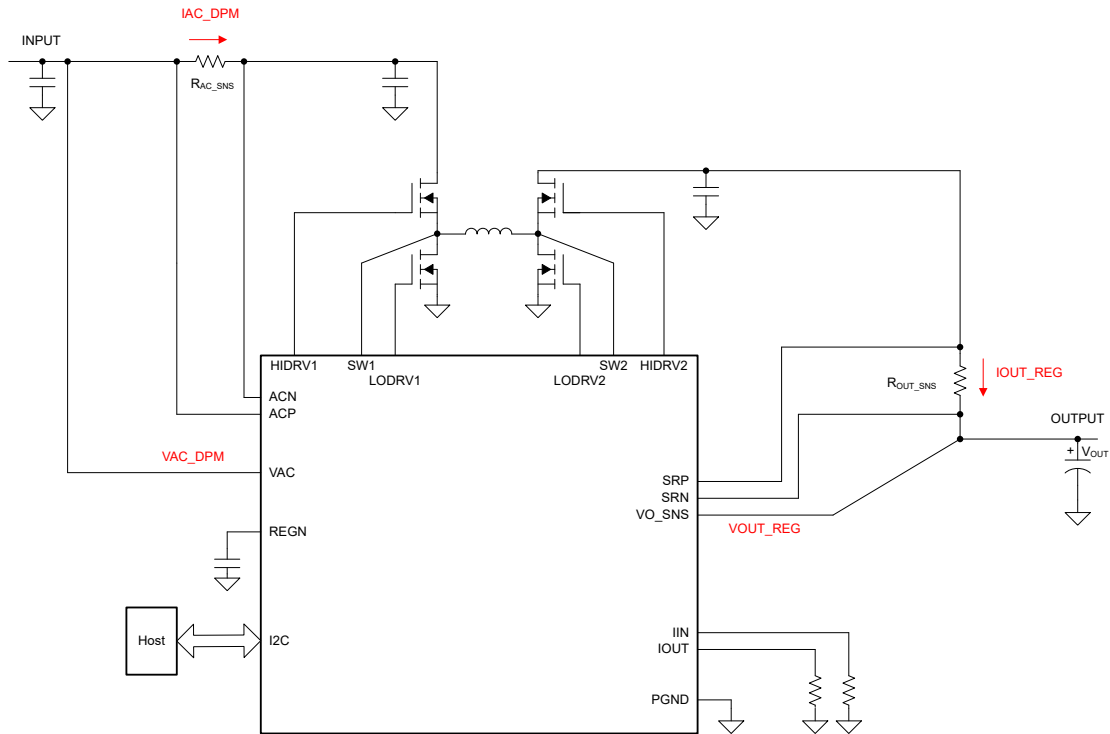 IAC_DPM
INPUT
RAC_SNS
HIDRV1
SW1
LODRV1
LODRV2
SW2
HIDRV2
ACN
ACP
VAC_DPM
VAC
REGN
Host
I2C
ROUT_SNS
IOUT_REG
OUTPUT
+
VOUT
SRP
SRN
VO_SNS
VOUT_REG
IIN
IOUT
PGND